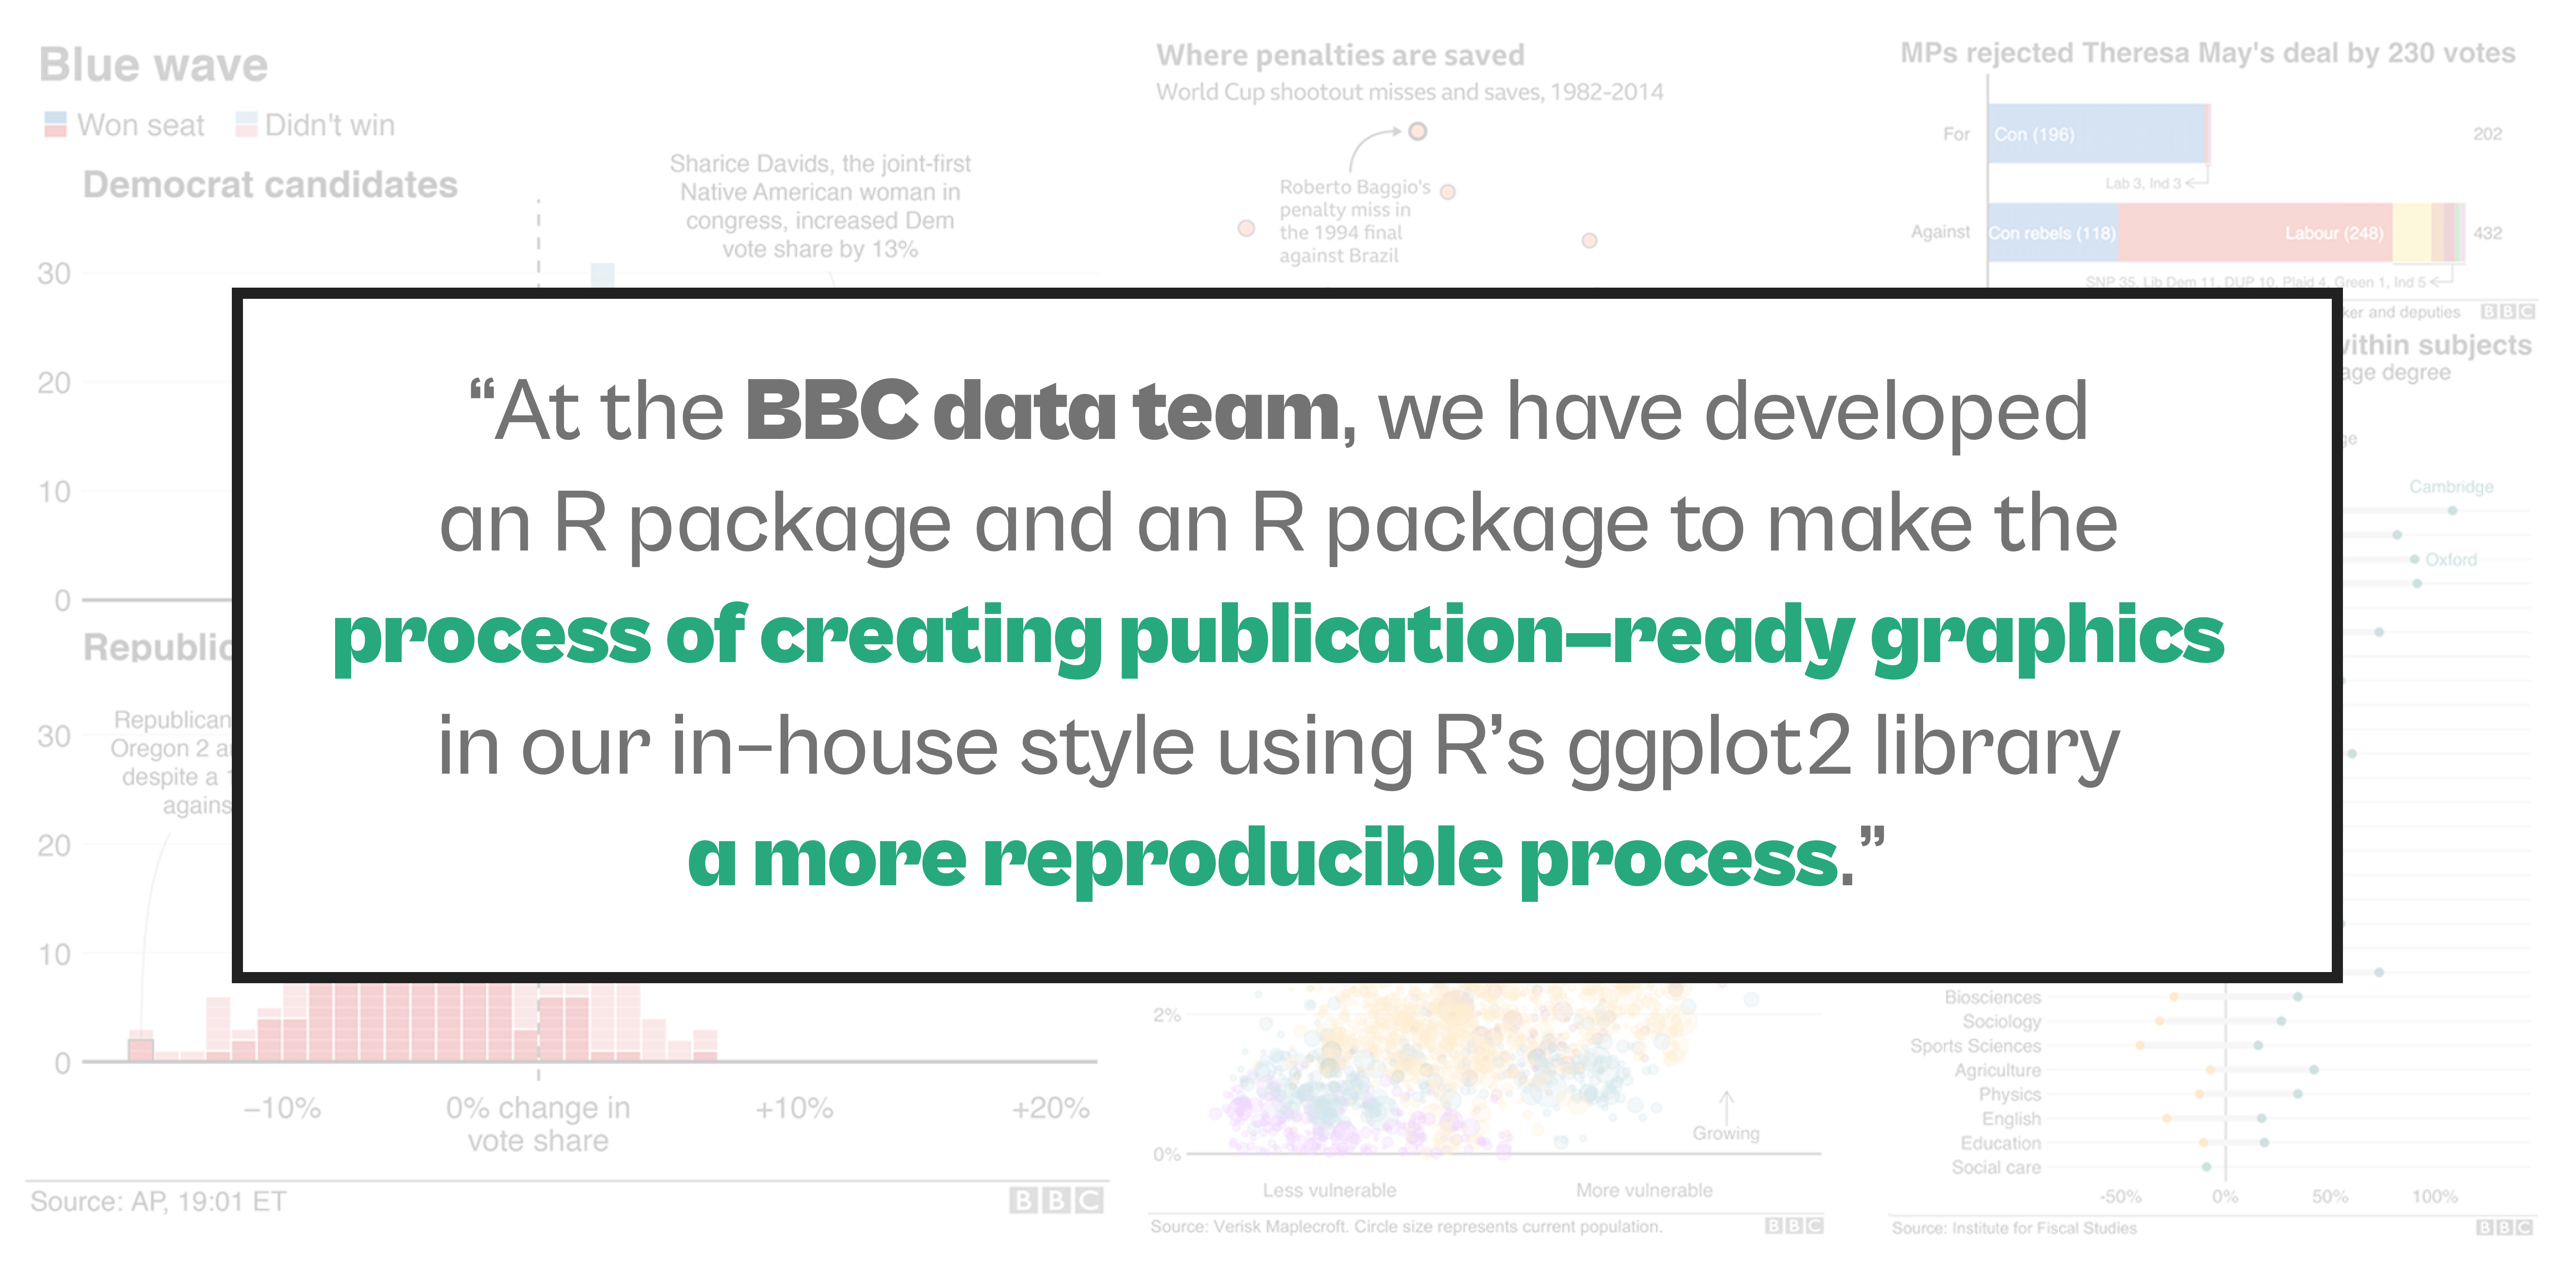 Blue wave
Won seat
Didn't win
Democrat candidates
Sharice Davids, the joint-first
Native American woman in
congress, increased Dem
vote share by 13%
30
20
10
0
Republic
Republican
Oregon 2 a
despite a
agains
30
20
10
0
−10%
0% change in
vote share
+10%
+20%
Source: AP, 19:01 ET
BBC
Where penalties are saved
World Cup shootout misses and saves, 1982-2014
Roberto Baggio's
penalty miss in
the 1994 final
against Brazil
MPs rejected Theresa May's deal by 230 votes
For
Con (196)
202
Lab 3, Ind 3
Against
Con rebels (118)
Labour (248)
432
SNP 35, Lib Dem 11, DUP 10, Plaid 4, Green 1, Ind 5
ker and deputies
BBC
“At the BBC data team, we have developed
an R package and an R package to make the
process of creating publication–ready graphics
in our in–house style using R’s ggplot2 library
a more reproducible process.”
2%
0%
Growing
Less vulnerable
More vulnerable
Source: Verisk Maplecroft. Circle size represents current population.
BBC
within subjects
age degree
ge
Cambridge
Oxford
Biosciences
Sociology
Sports Sciences
Agriculture
Physics
English
Education
Social care
-50%
0%
50%
100%
Source: Institute for Fiscal Studies
BBC